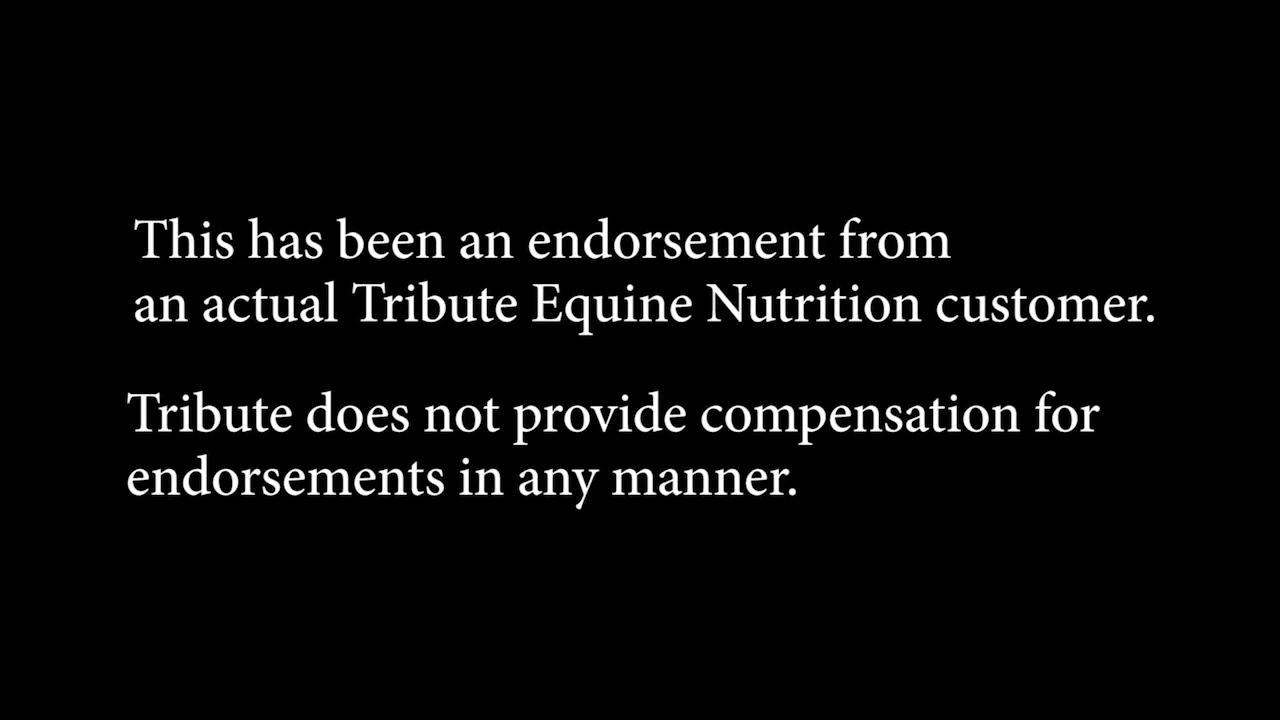 This has been an endorsement from
an actual Tribute Equine Nutrition customer.
Tribute does not provide compensation for
endorsements in any manner.